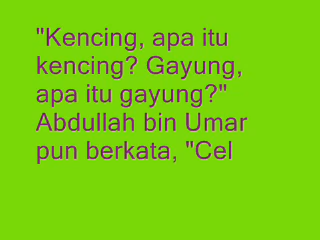 "Kencing, apa itu
kencing? Gayung,
apa itu gayung?"
Abdullah bin Umar
pun berkata, "Cel